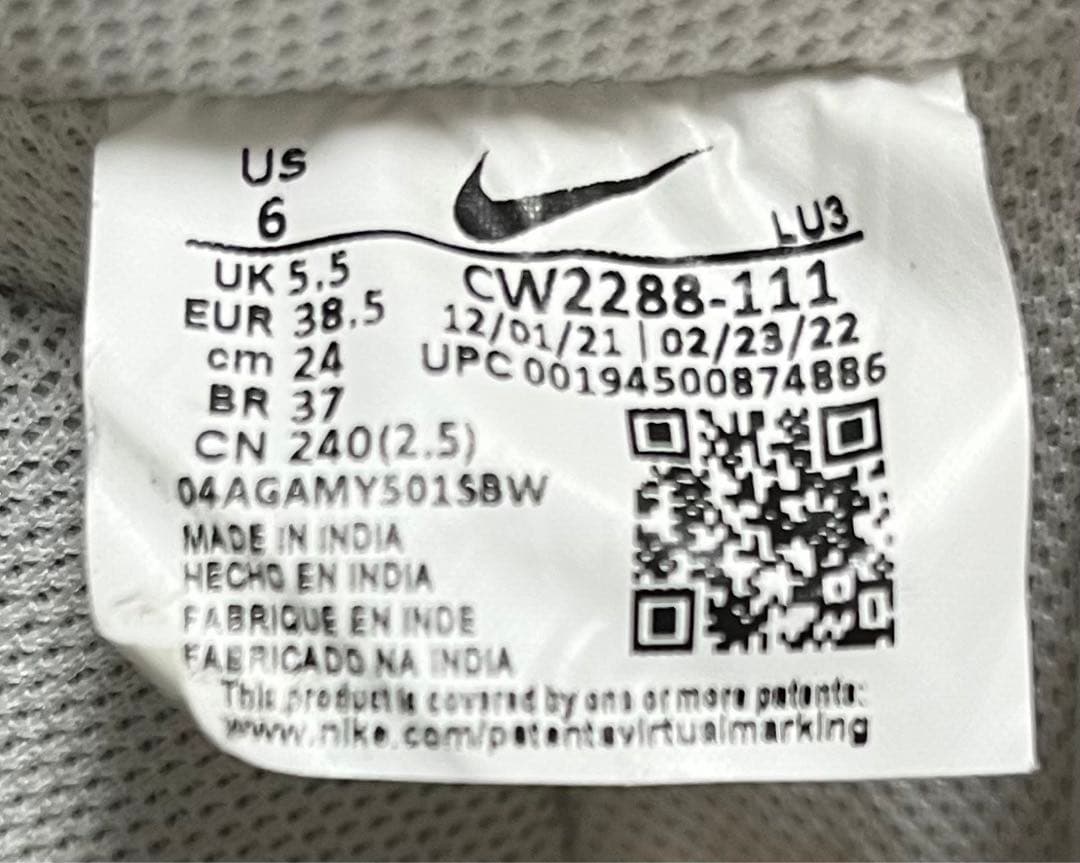 US
6
LU3
UK 5.5
EUR 38.5
cm 24
BR 37
CN 240(2.5)
CW2288-111
12/01/21 | 02/23/22
UPC 00194500874886
04AGAMY501SBW
MADE IN INDIA
HECHO EN INDIA
FABRIQUE EN INDE
FABRICADO NA INDIA
This product is covered by one or more patents:
www.nike.com/patentsvirtualmarking